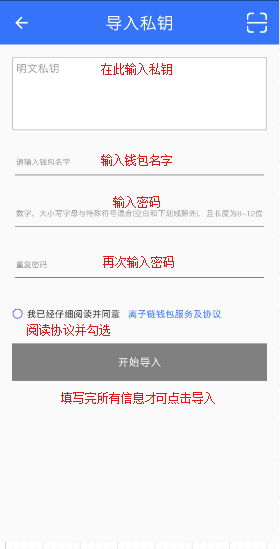 导入私钥
明文私钥
在此输入私钥
请输入钱包名字
输入钱包名字
输入密码
数字、大小写字母与特殊符号混合(空白和下划线除外)，且长度为8-12位
重复密码
再次输入密码
我已经仔细阅读并同意 离子链钱包服务及协议
阅读协议并勾选
开始导入
填写完所有信息才可点击导入